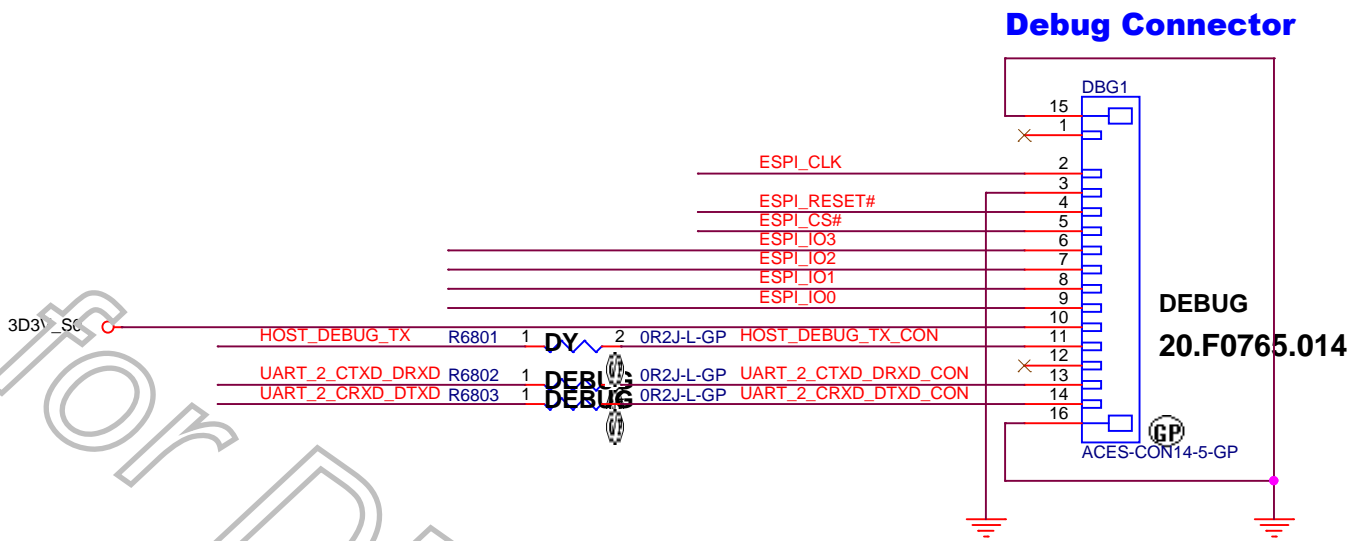 Debug Connector
DBG1
15
1
ESPI_CLK 2
3
ESPI_RESET# 4
ESPI_CS# 5
ESPI_IO3 6
ESPI_IO2 7
ESPI_IO1 8
ESPI_IO0 9
DEBUG
10
HOST_DEBUG_TX R6801 1 DY 2 0R2J-L-GP HOST_DEBUG_TX_CON 11
20.F0765.014
12
UART_2_CTXD_DRXD R6802 1 DEBUG 0R2J-L-GP UART_2_CTXD_DRXD_CON 13
UART_2_CRXD_DTXD R6803 1 DEBUG 0R2J-L-GP UART_2_CRXD_DTXD_CON 14
16
GP
ACES-CON14-5-GP
for